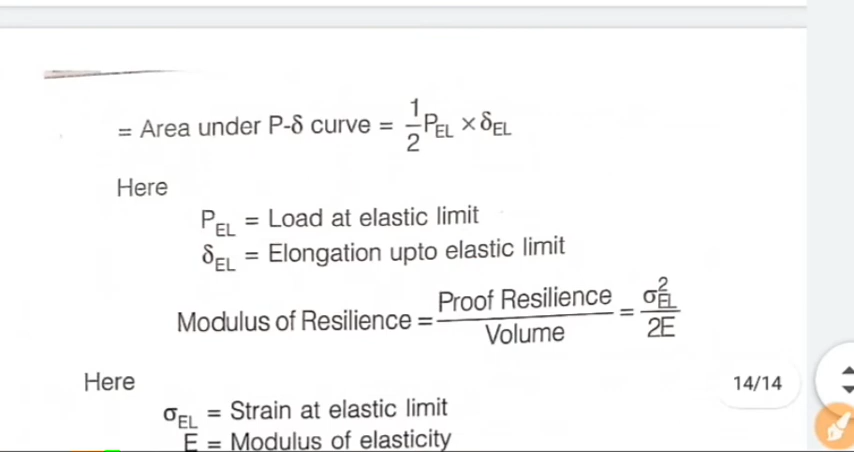 = Area under P-δ curve = 1/2 P_EL × δ_EL
Here
P_EL = Load at elastic limit
δ_EL = Elongation upto elastic limit
Modulus of Resilience = Proof Resilience / Volume = σ²_EL / 2E
Here
14/14
σ_EL = Strain at elastic limit
E = Modulus of elasticity